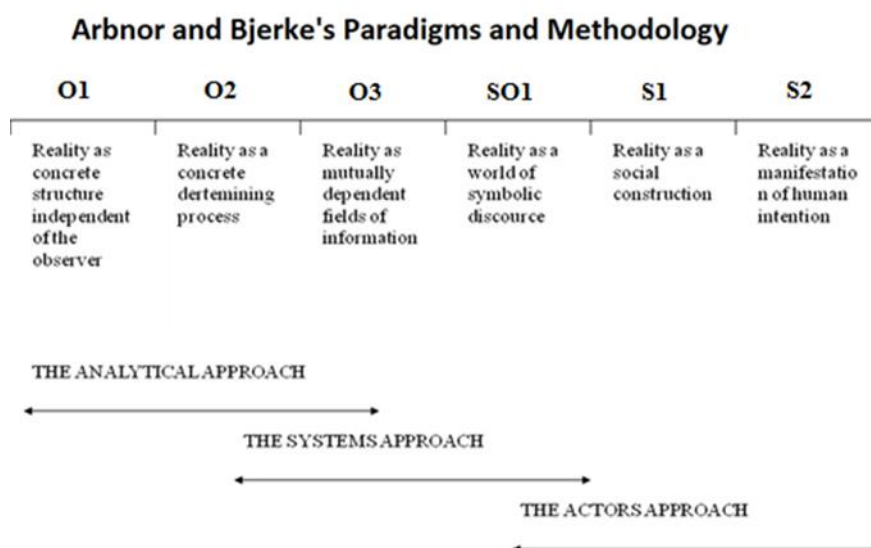 Arbnor and Bjerke's Paradigms and Methodology
O1 O2 O3 SO1 S1 S2
Reality as
concrete
structure
independent
of the
observer
Reality as a
concrete
dertemining
process
Reality as
mutually
dependent
fields of
information
Reality as a
world of
symbolic
discource
Reality as a
social
construction
Reality as a
manifestatio
n of human
intention
THE ANALYTICAL APPROACH
THE SYSTEMS APPROACH
THE ACTORS APPROACH